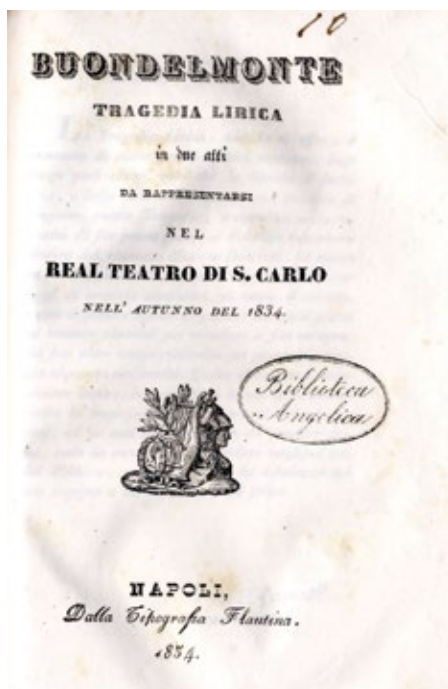 10
BUONDELMONTE
TRAGEDIA LIRICA
in due atti
DA RAPPRESENTARSI
NEL
REAL TEATRO DI S. CARLO
NELL' AUTUNNO DEL 1834.
Biblioteca
Angelica
NAPOLI,
Dalla Tipografia Flautina.
1834.